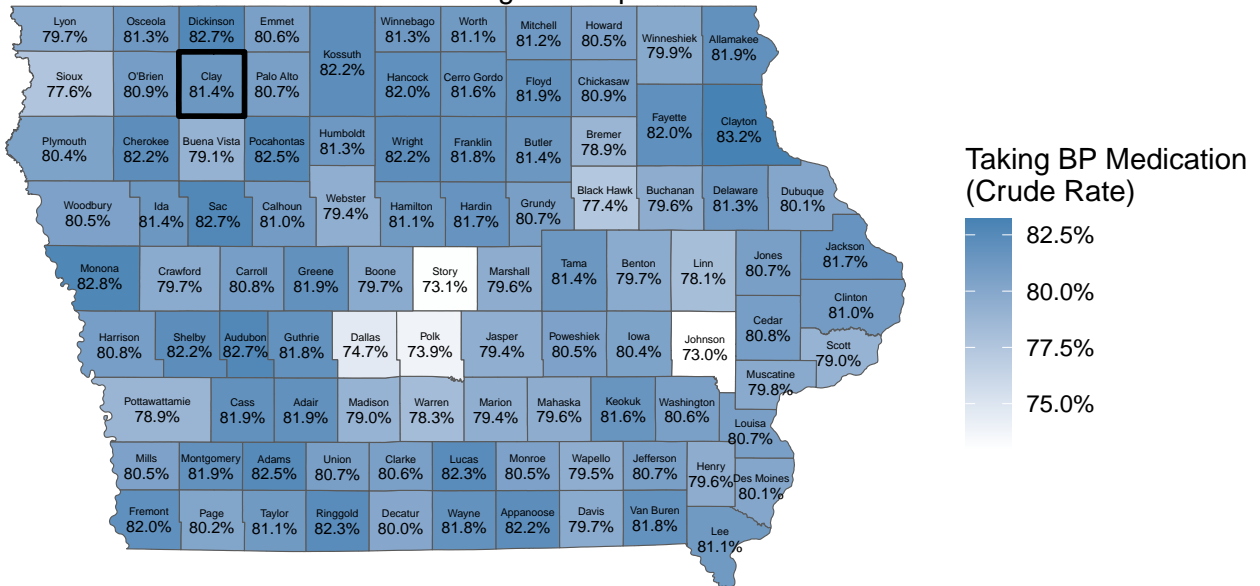 Lyon
79.7%
Osceola
81.3%
Dickinson
82.7%
Emmet
80.6%
Winnebago
81.3%
Worth
81.1%
Mitchell
81.2%
Howard
80.5%
Winneshiek
79.9%
Allamakee
81.9%
Kossuth
82.2%
Sioux
77.6%
O'Brien
80.9%
Clay
81.4%
Palo Alto
80.7%
Hancock
82.0%
Cerro Gordo
81.6%
Floyd
81.9%
Chickasaw
80.9%
Fayette
82.0%
Clayton
83.2%
Plymouth
80.4%
Cherokee
82.2%
Buena Vista
79.1%
Pocahontas
82.5%
Humboldt
81.3%
Wright
82.2%
Franklin
81.8%
Butler
81.4%
Bremer
78.9%
Woodbury
80.5%
Ida
81.4%
Sac
82.7%
Calhoun
81.0%
Webster
79.4%
Hamilton
81.1%
Hardin
81.7%
Grundy
80.7%
Black Hawk
77.4%
Buchanan
79.6%
Delaware
81.3%
Dubuque
80.1%
Monona
82.8%
Crawford
79.7%
Carroll
80.8%
Greene
81.9%
Boone
79.7%
Story
73.1%
Marshall
79.6%
Tama
81.4%
Benton
79.7%
Linn
78.1%
Jones
80.7%
Jackson
81.7%
Clinton
81.0%
Harrison
80.8%
Shelby
82.2%
Audubon
82.7%
Guthrie
81.8%
Dallas
74.7%
Polk
73.9%
Jasper
79.4%
Poweshiek
80.5%
Iowa
80.4%
Johnson
73.0%
Cedar
80.8%
Scott
79.0%
Muscatine
79.8%
Pottawattamie
78.9%
Cass
81.9%
Adair
81.9%
Madison
79.0%
Warren
78.3%
Marion
79.4%
Mahaska
79.6%
Keokuk
81.6%
Washington
80.6%
Louisa
80.7%
Mills
80.5%
Montgomery
81.9%
Adams
82.5%
Union
80.7%
Clarke
80.6%
Lucas
82.3%
Monroe
80.5%
Wapello
79.5%
Jefferson
80.7%
Henry
79.6%
Des Moines
80.1%
Fremont
82.0%
Page
80.2%
Taylor
81.1%
Ringgold
82.3%
Decatur
80.0%
Wayne
81.8%
Appanoose
82.2%
Davis
79.7%
Van Buren
81.8%
Lee
81.1%
Taking BP Medication
(Crude Rate)
82.5%
80.0%
77.5%
75.0%